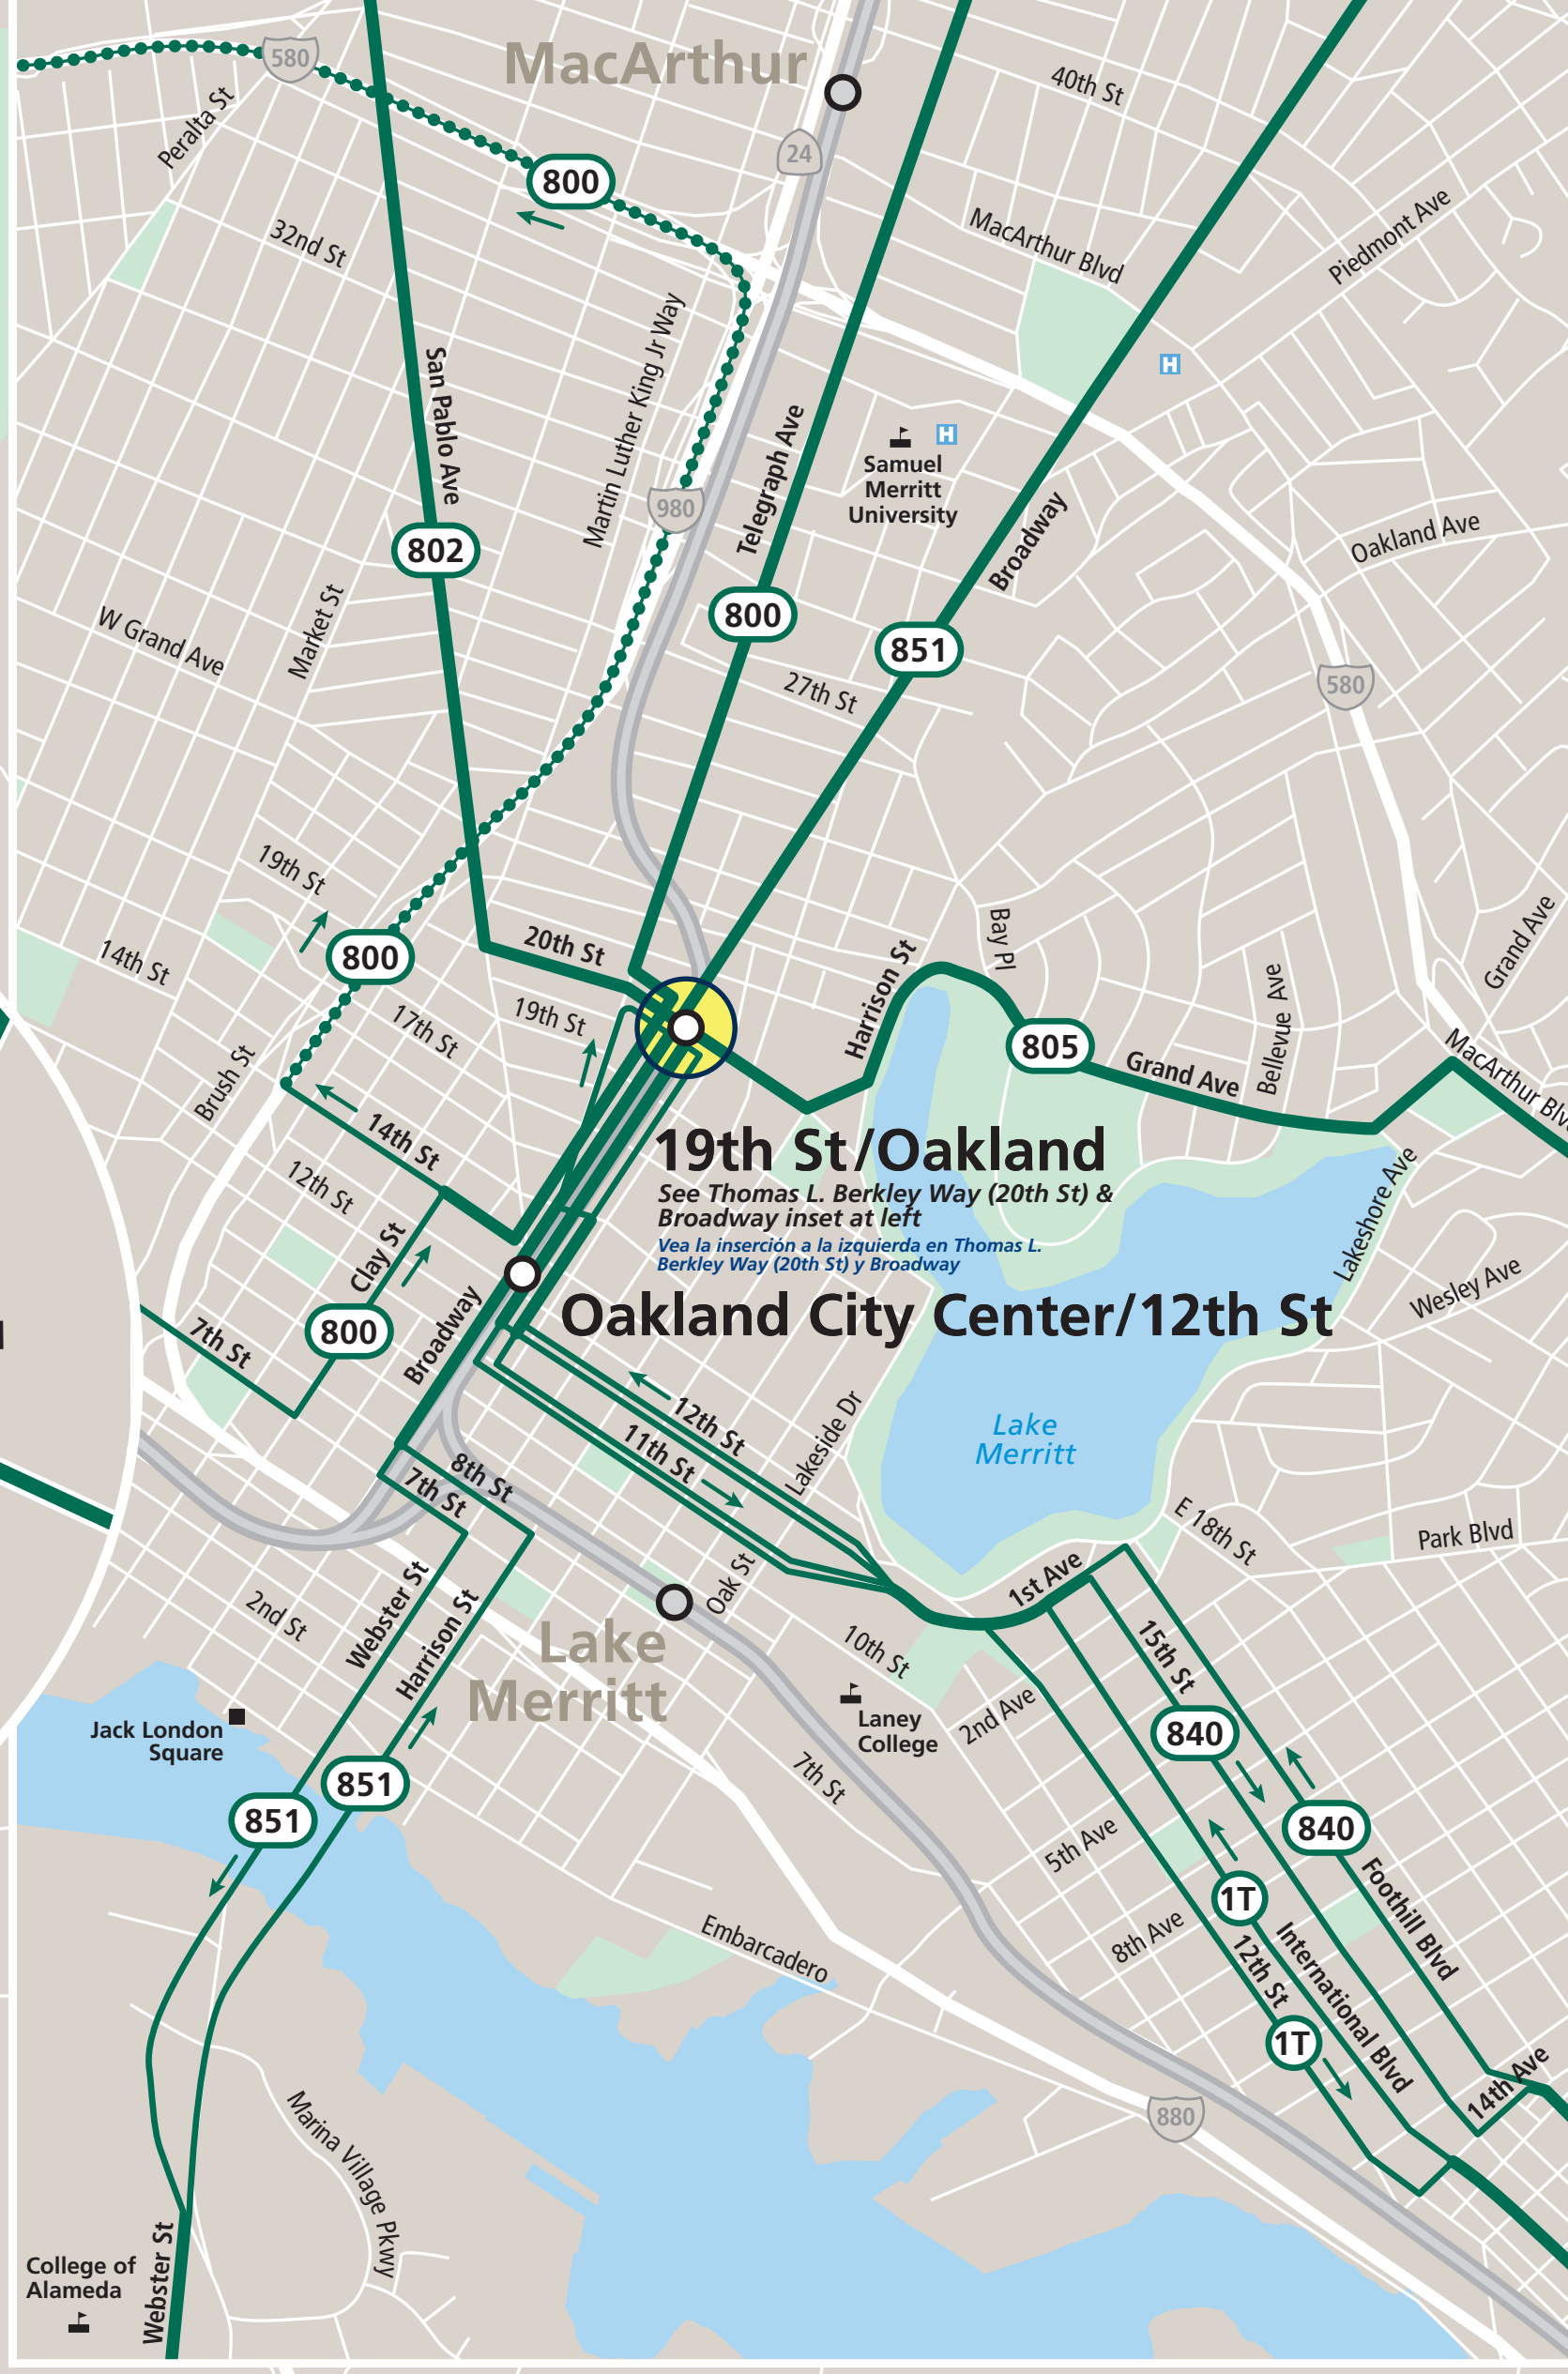 580
MacArthur
40th St
Peralta St
24
800
Piedmont Ave
MacArthur Blvd
32nd St
San Pablo Ave
Martin Luther King Jr Way
Telegraph Ave
Samuel
Merritt
University
H
H
980
Broadway
Oakland Ave
802
W Grand Ave
Market St
800
851
27th St
580
19th St
14th St
800
20th St
19th St
17th St
Harrison St
Bay Pl
805
Grand Ave
Bellevue Ave
Grand Ave
MacArthur Blv
Brush St
14th St
12th St
19th St/Oakland
See Thomas L. Berkley Way (20th St) &
Broadway inset at left
Vea la inserción a la izquierda en Thomas L.
Berkley Way (20th St) y Broadway
Lakeshore Ave
Wesley Ave
Clay St
800
7th St
Broadway
Oakland City Center/12th St
12th St
11th St
Lakeside Dr
Lake
Merritt
8th St
7th St
E 18th St
Park Blvd
Oak St
1st Ave
2nd St
Webster St
Harrison St
Lake
Merritt
10th St
15th St
2nd Ave
Laney
College
Jack London
Square
840
7th St
851
851
840
5th Ave
1T
Foothill Blvd
8th Ave
Embarcadero
12th St
International Blvd
1T
14th Ave
880
Marina Village Pkwy
College of
Alameda
Webster St